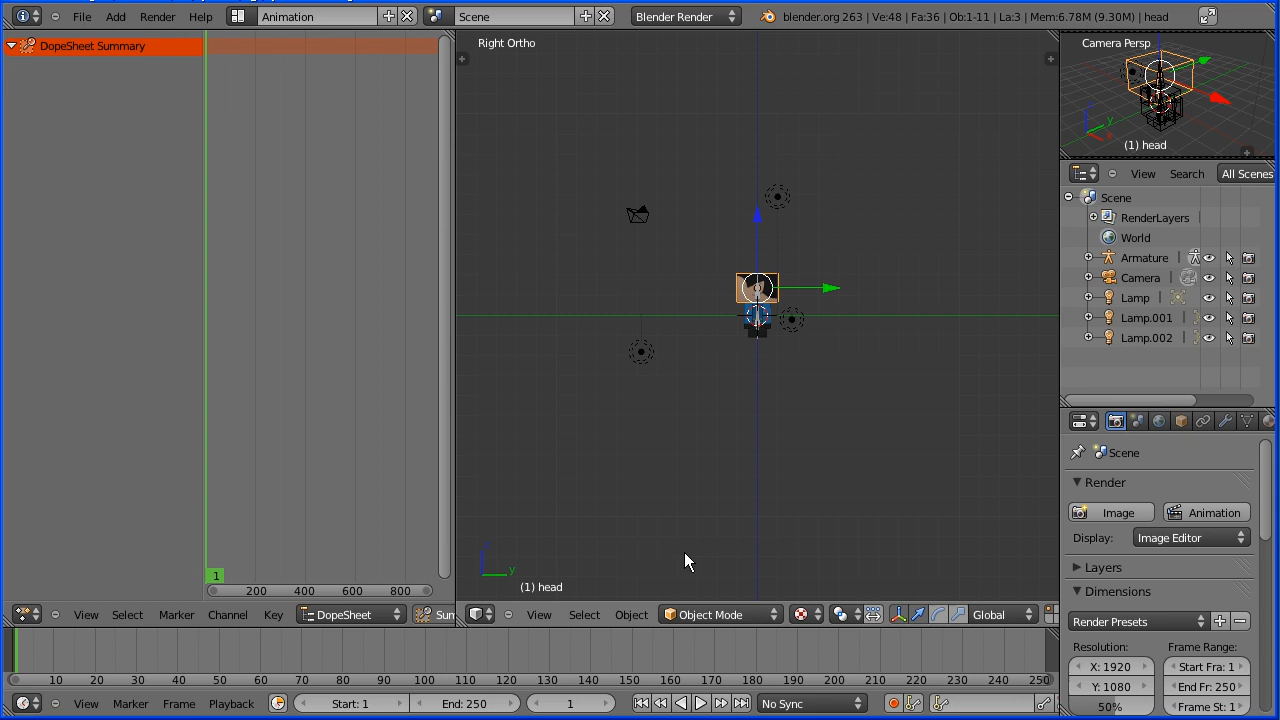 File Add Render Help Animation Scene Blender Render blender.org 263 | Ve:48 | Fa:36 | Ob:1-11 | La:3 | Mem:6.78M (9.30M) | head
DopeSheet Summary
Right Ortho
Camera Persp
y
x
(1) head
View Search All Scenes
Scene
RenderLayers
World
Armature
Camera
Lamp
Lamp.001
Lamp.002
Scene
Render
Image Animation
Display: Image Editor
Layers
Dimensions
Render Presets
Resolution: Frame Range:
X: 1920 Start Fra: 1
Y: 1080 End Fr: 250
50% Frame St: 1
y
(1) head
1
200 400 600 800
View Select Marker Channel Key DopeSheet Sum
View Select Object Object Mode Global
10 20 30 40 50 60 70 80 90 100 110 120 130 140 150 160 170 180 190 200 210 220 230 240 250
View Marker Frame Playback Start: 1 End: 250 1 No Sync